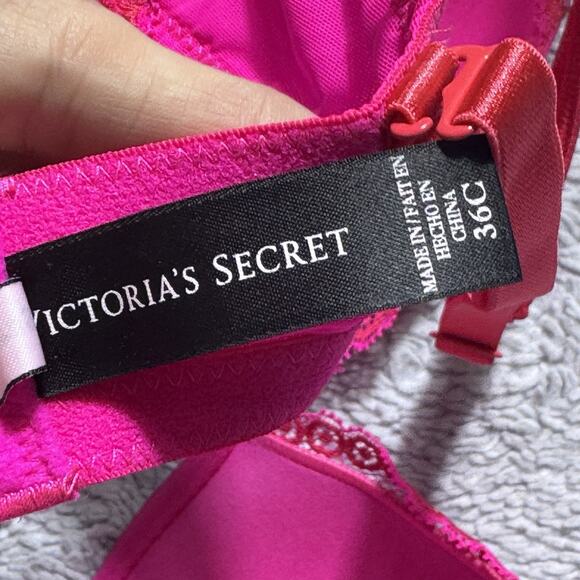 VICTORIA'S SECRET
MADE IN / FAIT EN
HECHO EN
CHINA
36C